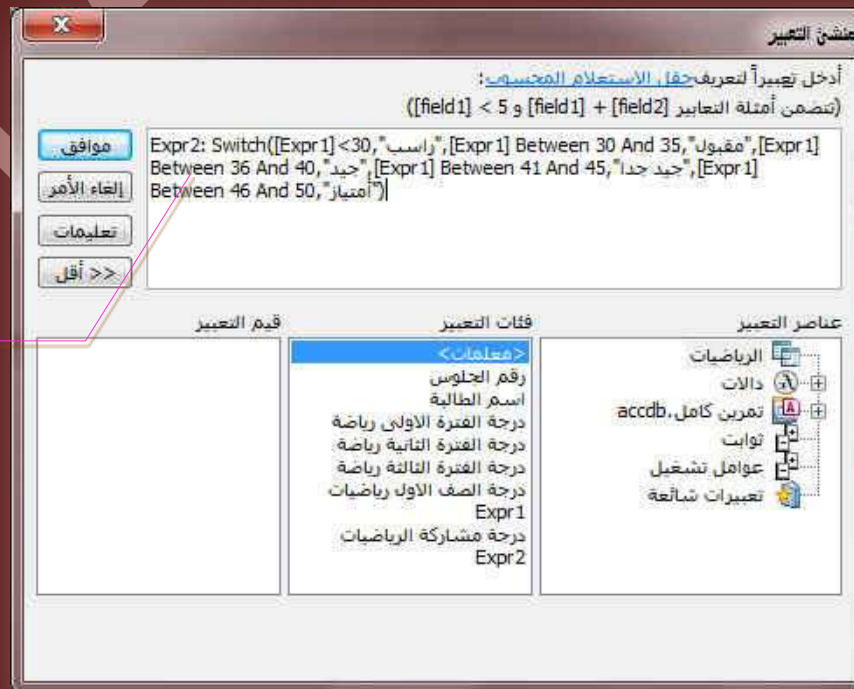 منشئ التعبير
أدخل تعبيراً لتعريف حقل الاستعلام المحسوب:
(تتضمن أمثلة التعابير [field1] + [field2] و [field1] < 5)
Expr2: Switch([Expr1]<30,"راسب",[Expr1] Between 30 And 35,"مقبول",[Expr1]
Between 36 And 40,"جيد",[Expr1] Between 41 And 45,"جيد جدا",[Expr1]
Between 46 And 50,"أمتياز")
موافق
إلغاء الأمر
تعليمات
<< أقل
عناصر التعبير
الرياضيات
دالات
تمرين كامل.accdb
ثوابت
عوامل تشغيل
تعبيرات شائعة
فئات التعبير
<معلمات>
رقم الجلوس
اسم الطالبة
درجة الفترة الاولى رياضة
درجة الفترة الثانية رياضة
درجة الفترة الثالثة رياضة
درجة الصف الاول رياضيات
Expr1
درجة مشاركة الرياضيات
Expr2
قيم التعبير